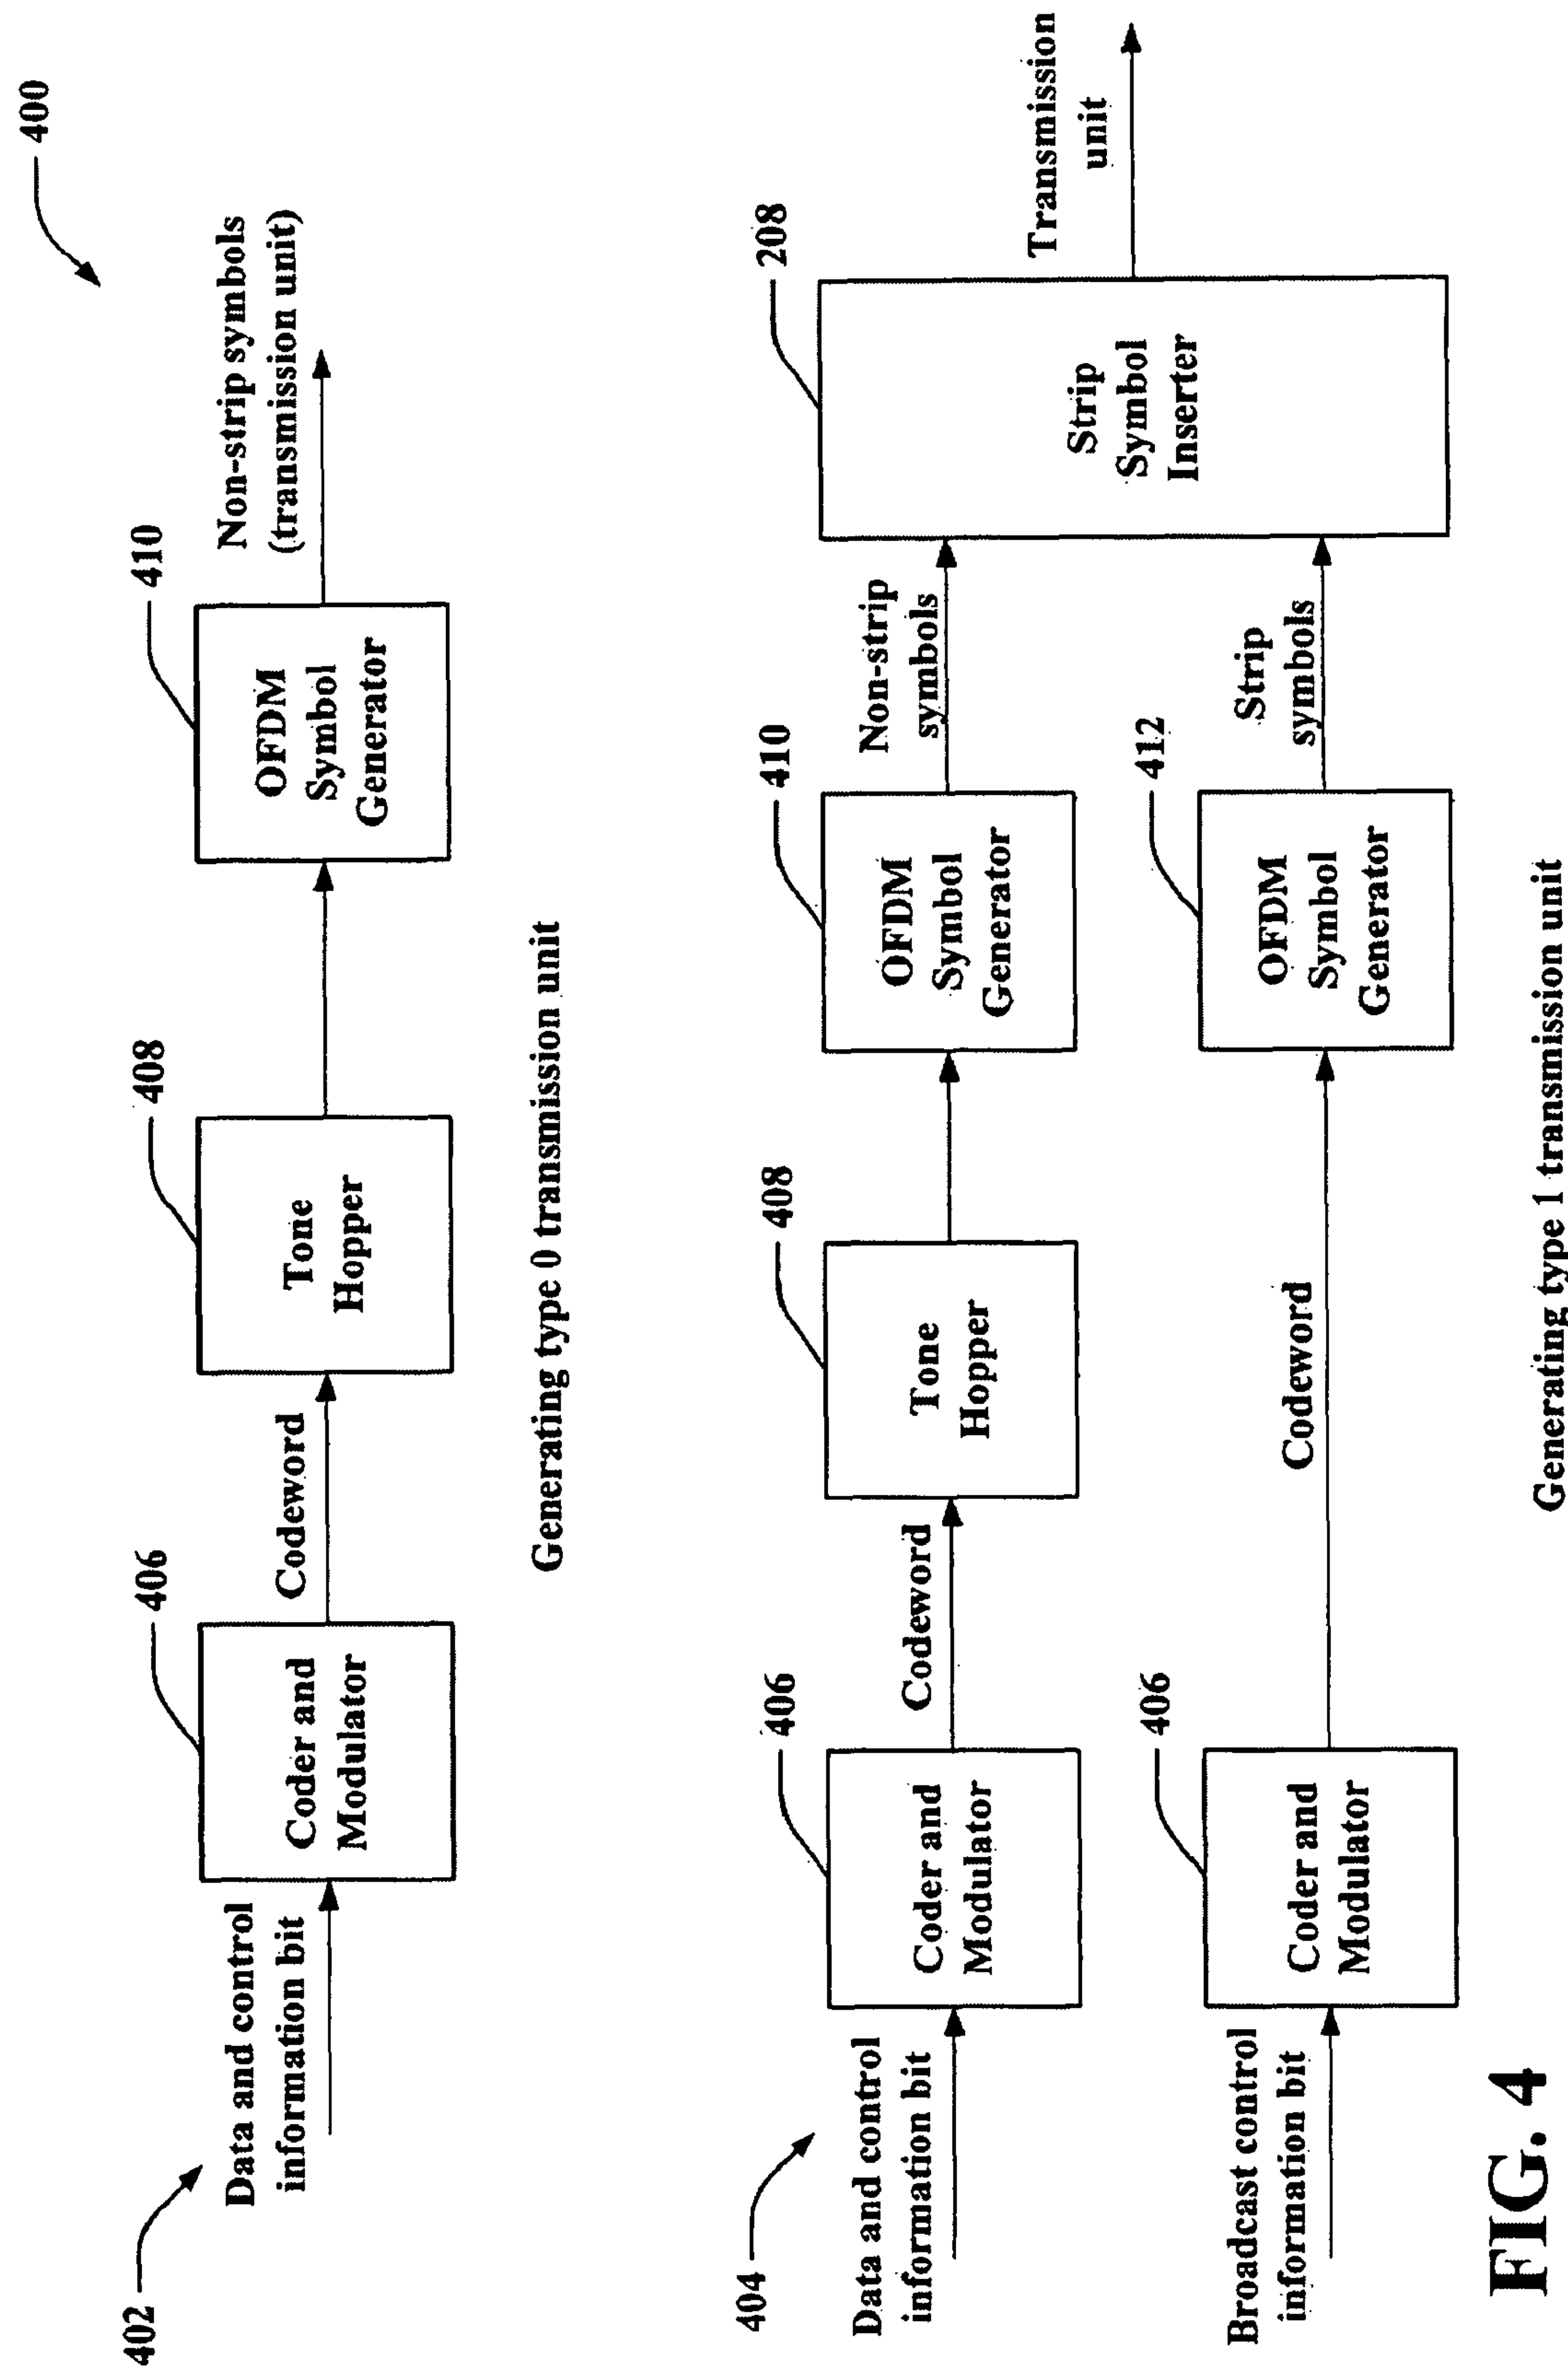 400
402
Data and control
information bit
406
Coder and
Modulator
Codeword
408
Tone
Hopper
410
OFDM
Symbol
Generator
Non-strip symbols
(transmission unit)
Generating type 0 transmission unit
404
Data and control
information bit
406
Coder and
Modulator
Codeword
408
Tone
Hopper
410
OFDM
Symbol
Generator
Non-strip
symbols
Broadcast control
information bit
406
Coder and
Modulator
Codeword
412
OFDM
Symbol
Generator
Strip
symbols
208
Strip
Symbol
Inserter
Transmission
unit
Generating type 1 transmission unit
FIG. 4